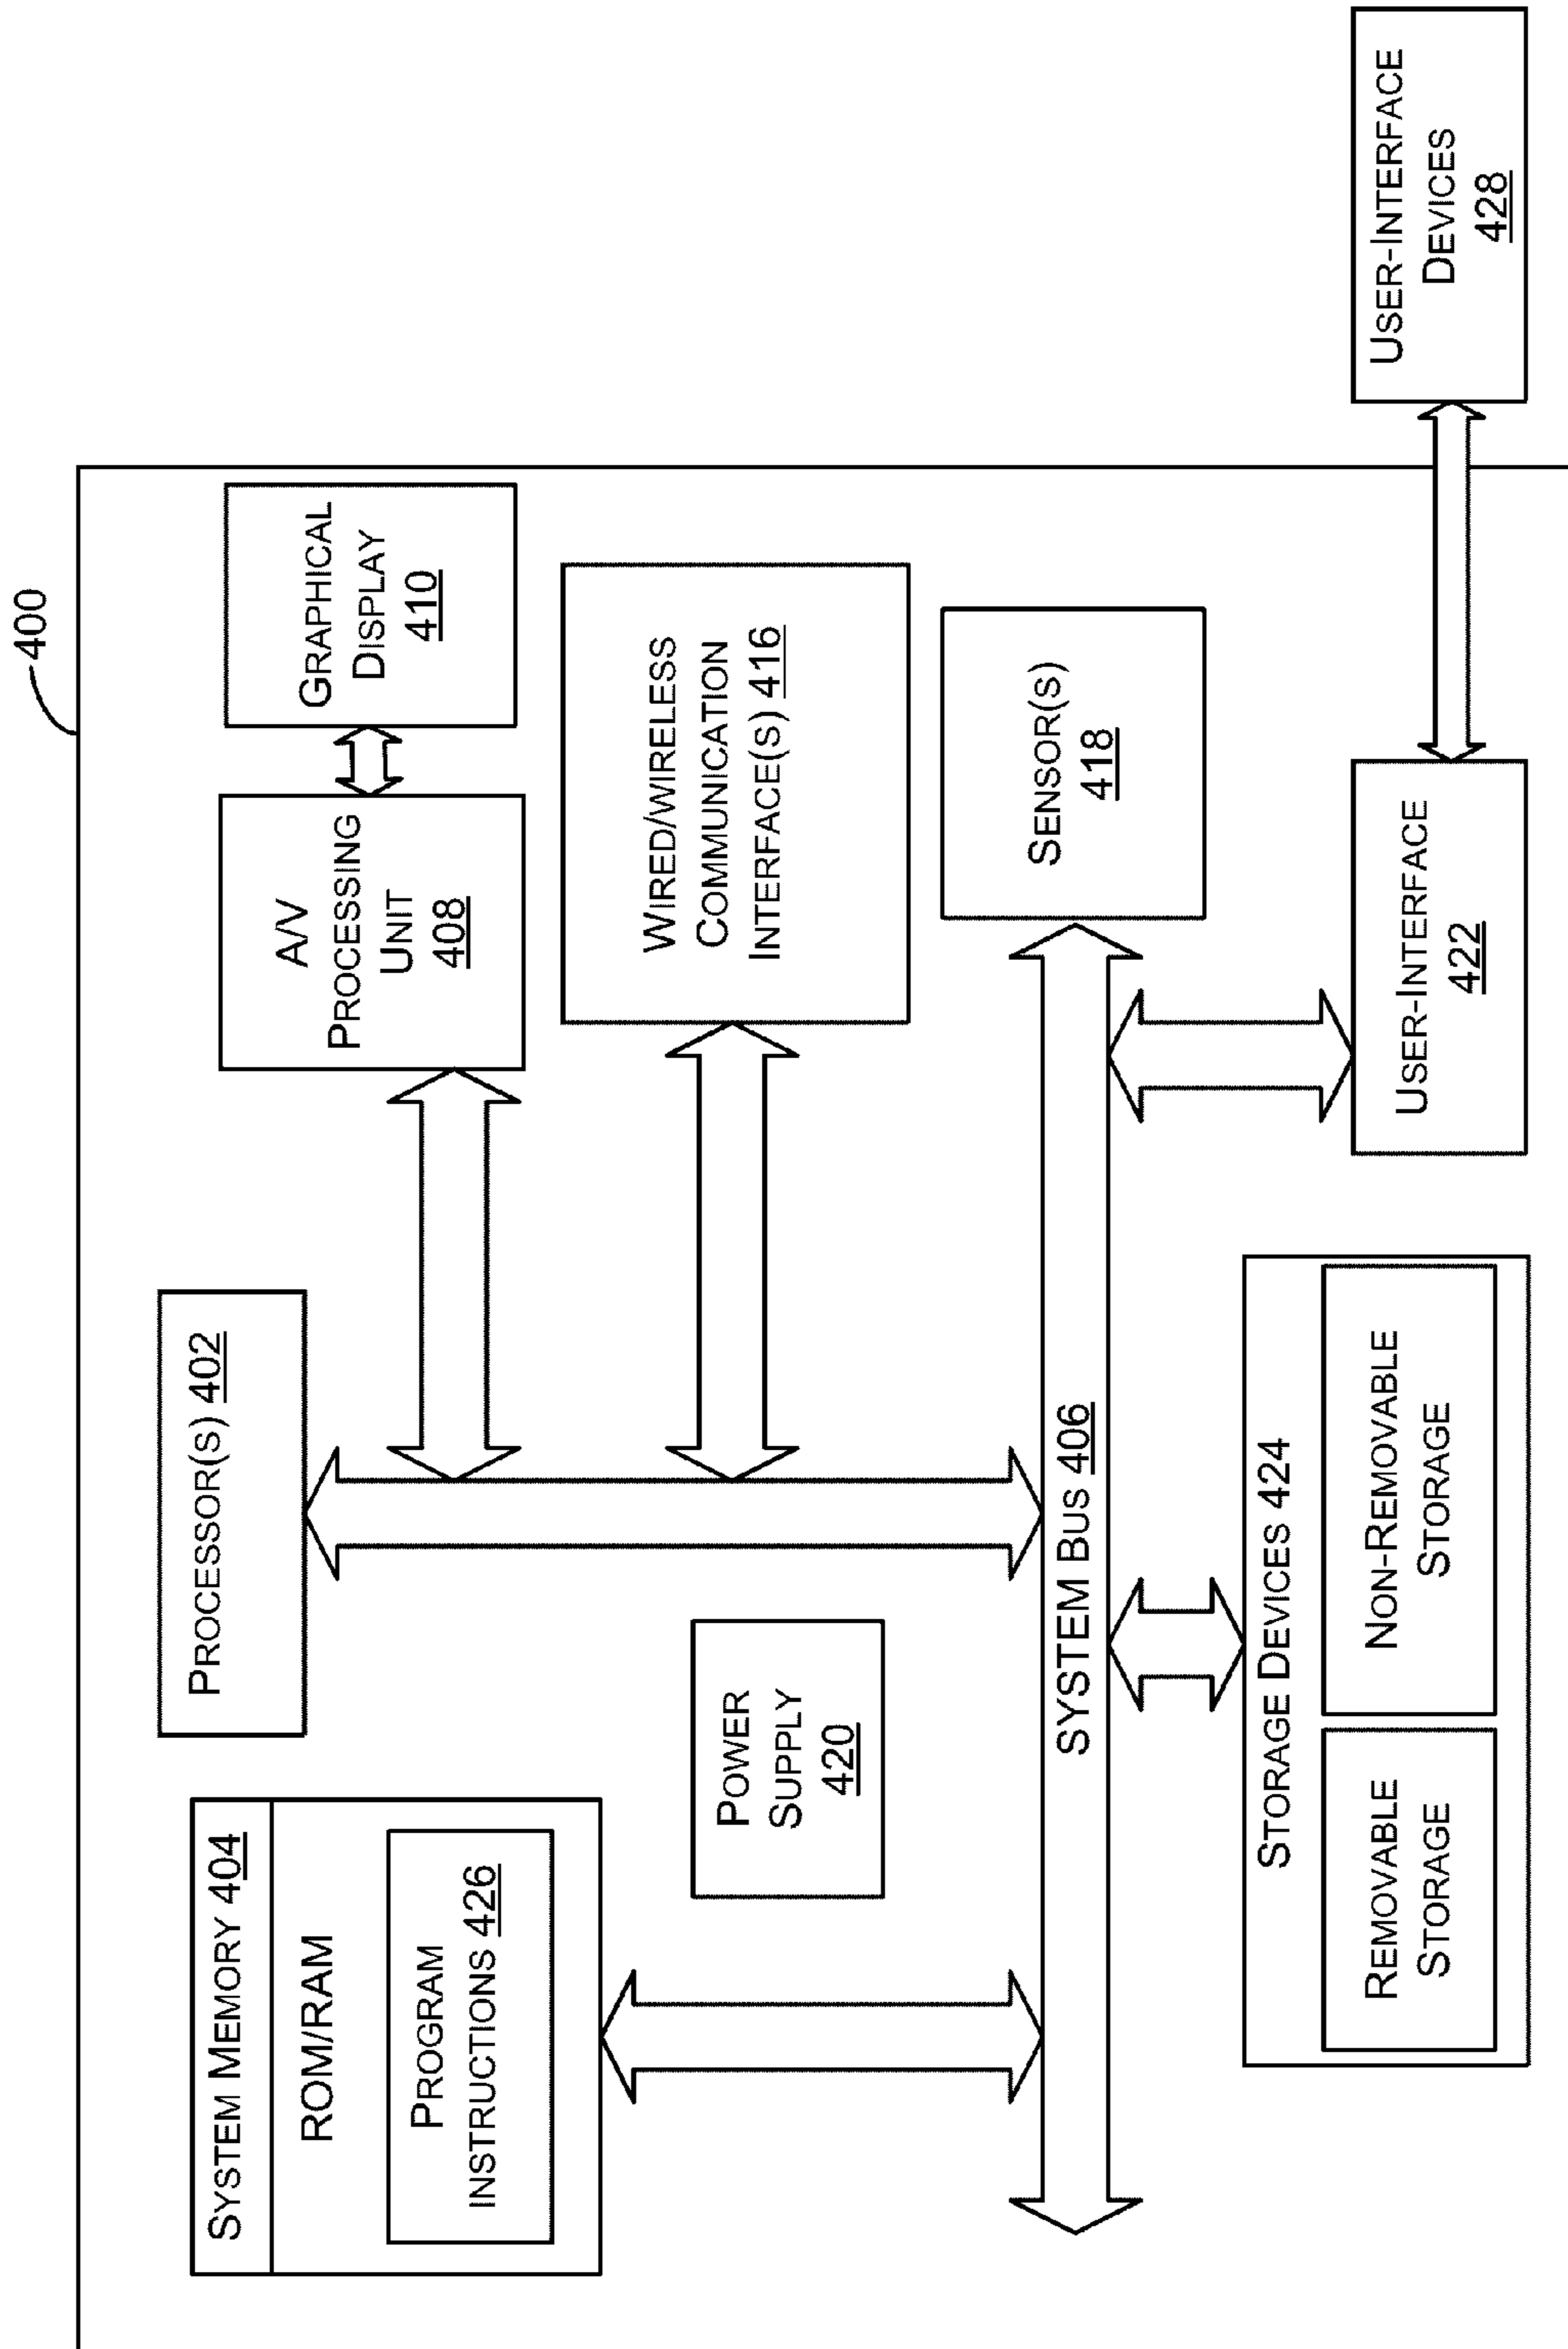 400
SYSTEM MEMORY 404
ROM/RAM
PROGRAM
INSTRUCTIONS 426
PROCESSOR(S) 402
A/V
PROCESSING
UNIT
408
GRAPHICAL
DISPLAY
410
POWER
SUPPLY
420
WIRED/WIRELESS
COMMUNICATION
INTERFACE(S) 416
SENSOR(S)
418
SYSTEM BUS 406
STORAGE DEVICES 424
REMOVABLE
STORAGE
NON-REMOVABLE
STORAGE
USER-INTERFACE
422
USER-INTERFACE
DEVICES
428